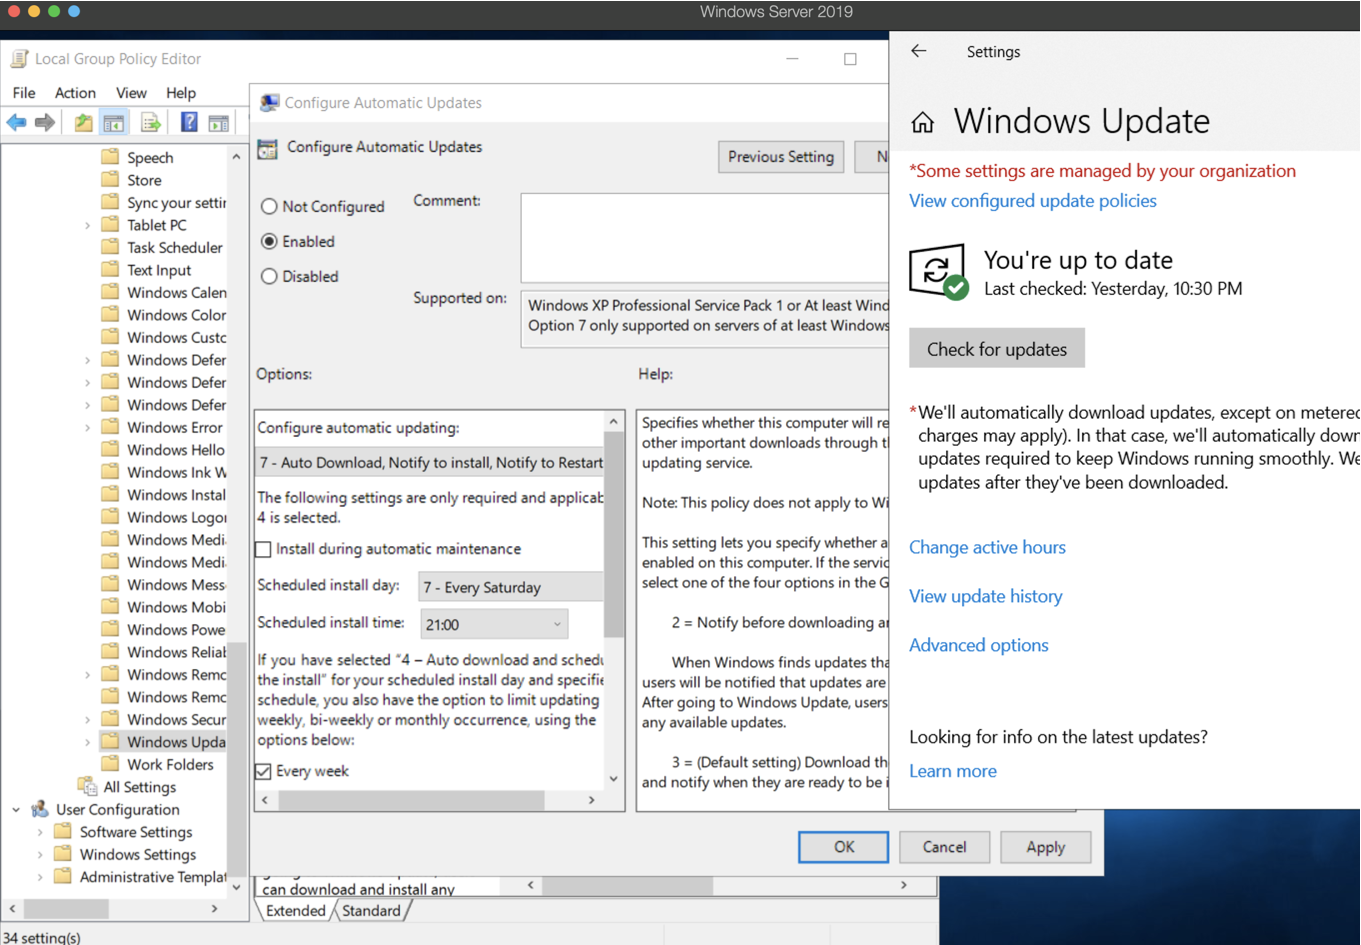 Windows Server 2019
Local Group Policy Editor
File Action View Help
Speech
Store
Sync your settin
Tablet PC
Task Scheduler
Text Input
Windows Calen
Windows Color
Windows Custo
Windows Defer
Windows Defer
Windows Defer
Windows Error
Windows Hello
Windows Ink W
Windows Instal
Windows Logor
Windows Media
Windows Media
Windows Mess
Windows Mobi
Windows Powe
Windows Reliab
Windows Remo
Windows Remo
Windows Secur
Windows Upda
Work Folders
All Settings
User Configuration
Software Settings
Windows Settings
Administrative Templat
34 setting(s)
Configure Automatic Updates
Configure Automatic Updates
Previous Setting
N
Not Configured
Enabled
Disabled
Comment:
Supported on:
Windows XP Professional Service Pack 1 or At least Wind
Option 7 only supported on servers of at least Windows
Options:
Configure automatic updating:
7 - Auto Download, Notify to install, Notify to Restart
The following settings are only required and applicab
4 is selected.
Install during automatic maintenance
Scheduled install day: 7 - Every Saturday
Scheduled install time: 21:00
If you have selected “4 – Auto download and schedu
the install” for your scheduled install day and specifie
schedule, you also have the option to limit updating
weekly, bi-weekly or monthly occurrence, using the
options below:
Every week
Help:
Specifies whether this computer will re
other important downloads through th
updating service.
Note: This policy does not apply to Wi
This setting lets you specify whether a
enabled on this computer. If the servic
select one of the four options in the G
2 = Notify before downloading an
When Windows finds updates tha
users will be notified that updates are
After going to Windows Update, users
any available updates.
3 = (Default setting) Download th
and notify when they are ready to be i
OK Cancel Apply
can download and install any
Extended Standard
Settings
Windows Update
*Some settings are managed by your organization
View configured update policies
You're up to date
Last checked: Yesterday, 10:30 PM
Check for updates
*We'll automatically download updates, except on metered
charges may apply). In that case, we'll automatically down
updates required to keep Windows running smoothly. We
updates after they've been downloaded.
Change active hours
View update history
Advanced options
Looking for info on the latest updates?
Learn more